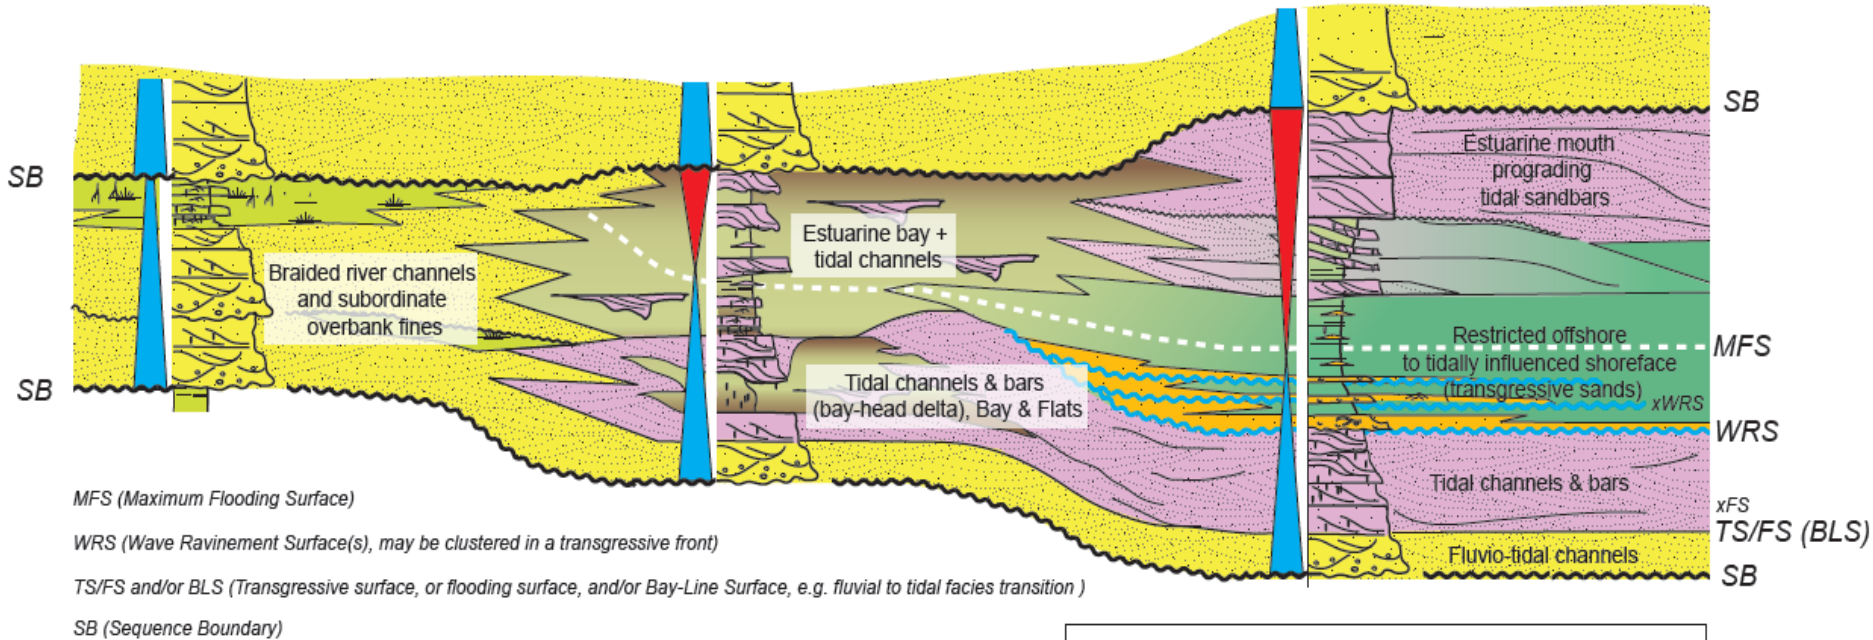 SB
Estuarine mouth
prograding
tidal sandbars
SB
Estuarine bay +
tidal channels
Braided river channels
and subordinate
overbank fines
Restricted offshore
to tidally influenced shoreface
(transgressive sands)
MFS
xWRS
SB
Tidal channels & bars
(bay-head delta), Bay & Flats
WRS
Tidal channels & bars
xFS
TS/FS (BLS)
Fluvio-tidal channels
SB
MFS (Maximum Flooding Surface)
WRS (Wave Ravinement Surface(s), may be clustered in a transgressive front)
TS/FS and/or BLS (Transgressive surface, or flooding surface, and/or Bay-Line Surface, e.g. fluvial to tidal facies transition )
SB (Sequence Boundary)